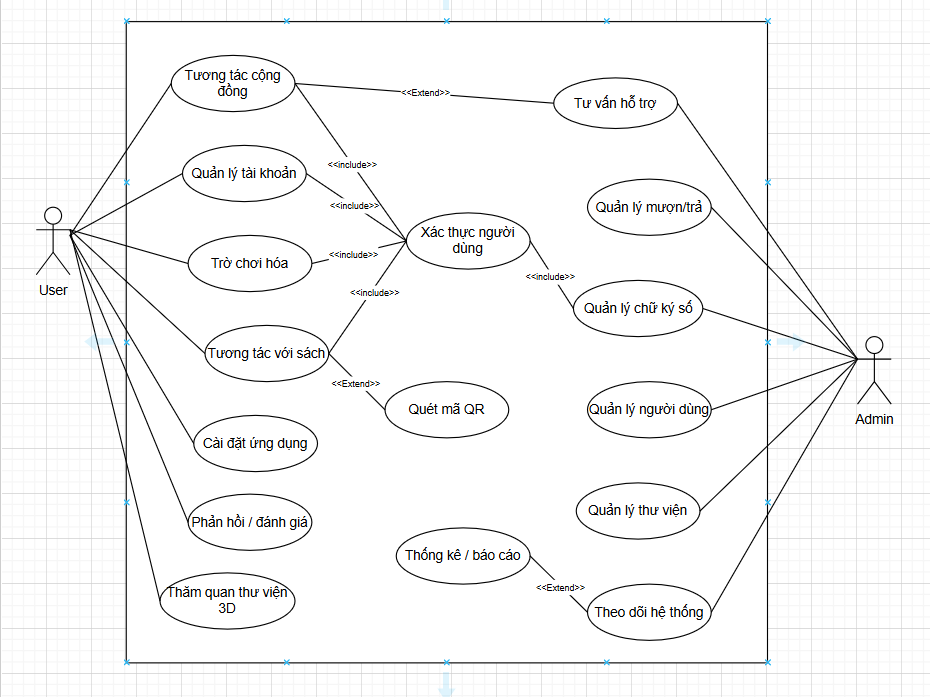 Tương tác cộng
đồng
<<Extend>>
Tư vấn hỗ trợ
<<include>>
Quản lý tài khoản
<<include>>
Quản lý mượn/trả
Xác thực người
dùng
<<include>>
Trờ chơi hóa
<<include>>
<<include>>
Quản lý chữ ký số
User
Tương tác với sách
<<Extend>>
Quét mã QR
Quản lý người dùng
Admin
Cài đặt ứng dụng
Phản hồi / đánh giá
Quản lý thư viện
Thống kê / báo cáo
<<Extend>>
Thăm quan thư viện
3D
Theo dõi hệ thống